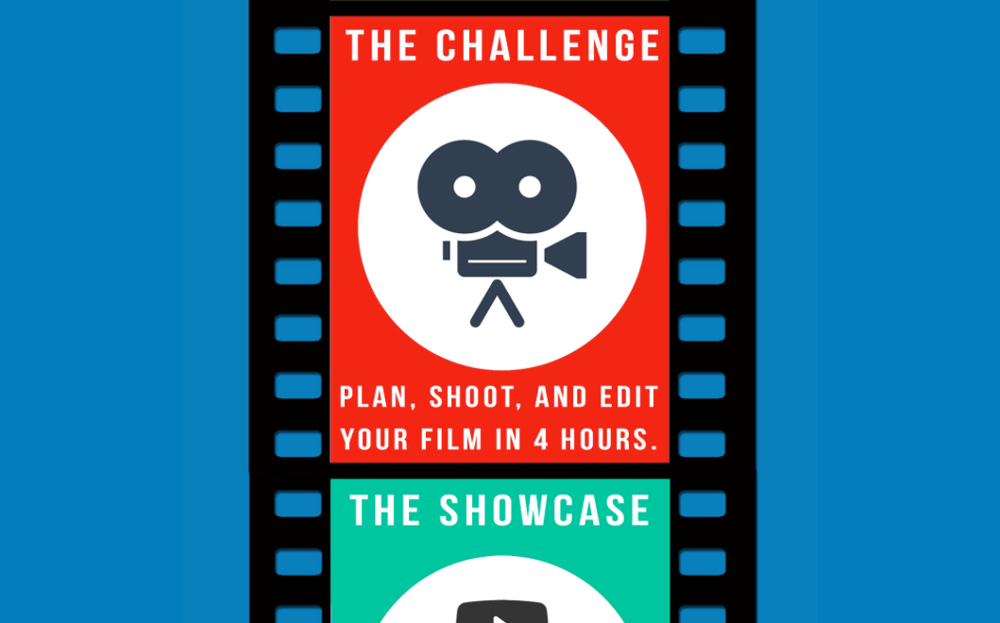 THE CHALLENGE
PLAN, SHOOT, AND EDIT
YOUR FILM IN 4 HOURS.
THE SHOWCASE